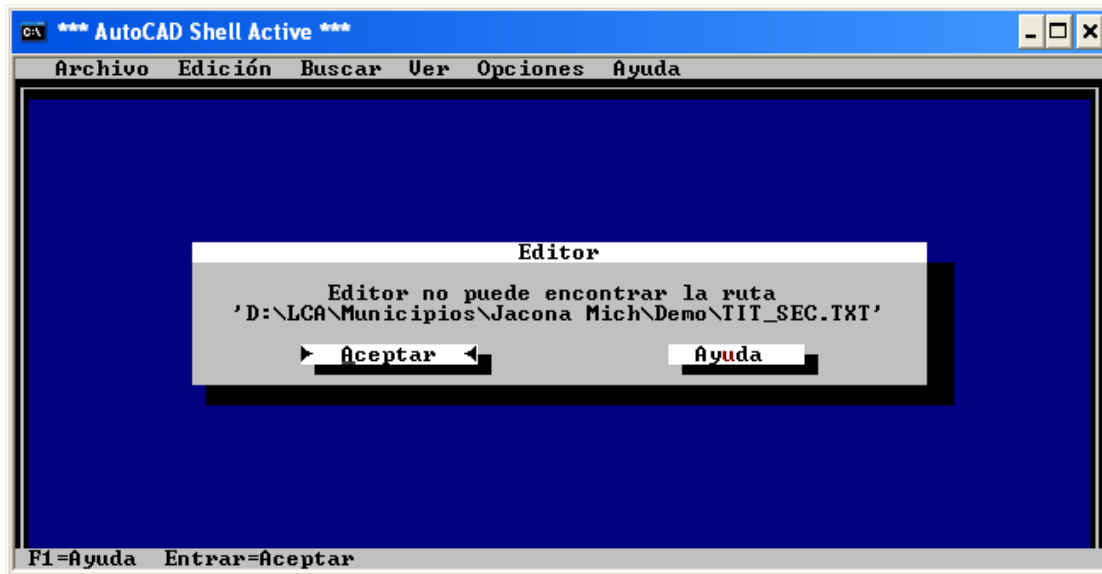 *** AutoCAD Shell Active ***
Archivo Edición Buscar Ver Opciones Ayuda
Editor
Editor no puede encontrar la ruta
'D:\LCA\Municipios\Jacona Mich\Demo\TIT_SEC.TXT'
Aceptar Ayuda
F1=Ayuda Entrar=Aceptar